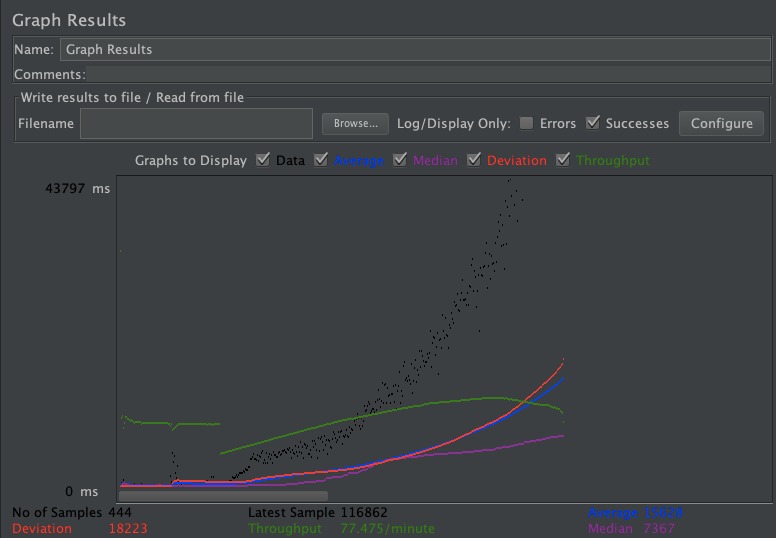 Graph Results
Name: Graph Results
Comments:
Write results to file / Read from file
Filename Browse... Log/Display Only: Errors Successes Configure
Graphs to Display Data Average Median Deviation Throughput
43797 ms
0 ms
No of Samples 444 Latest Sample 116862 Average
Deviation 18223 Throughput 77.475/minute Median 7367